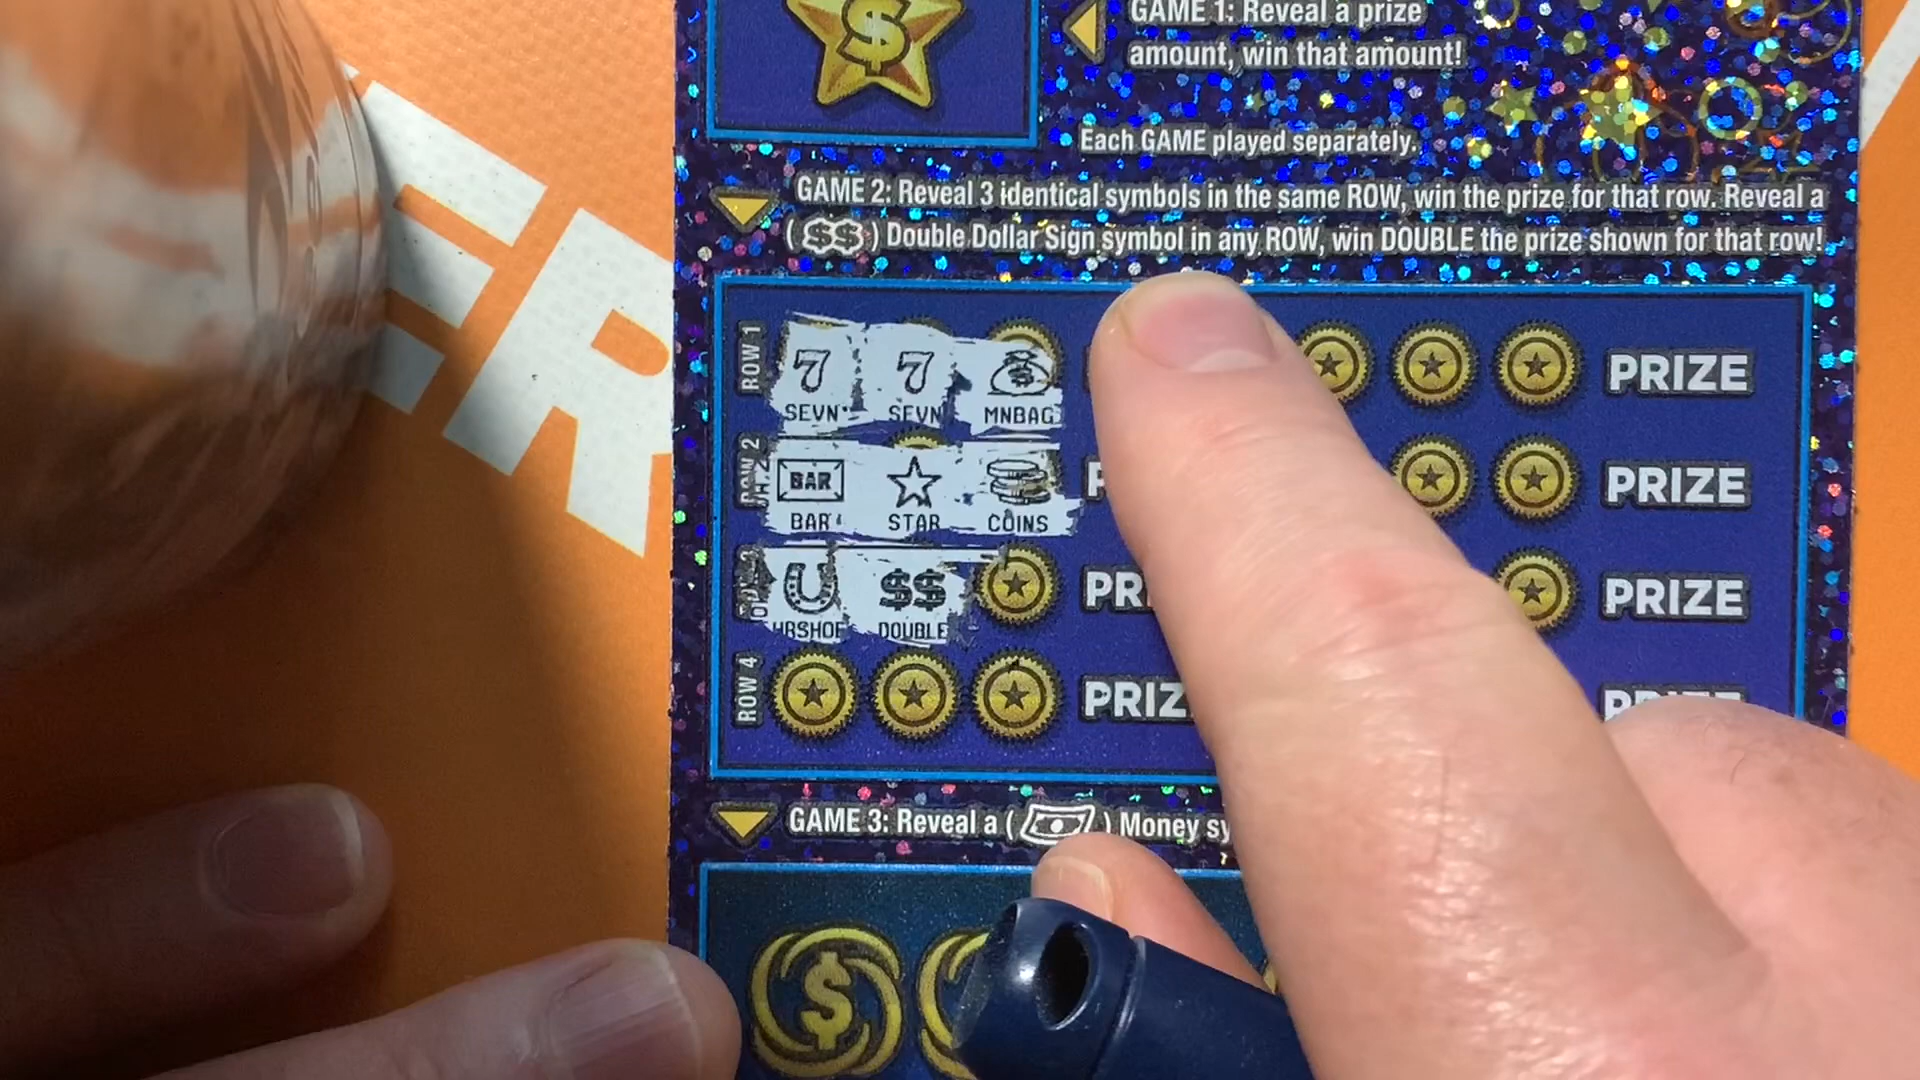 GAME 1: Reveal a prize
amount, win that amount!
Each GAME played separately.
GAME 2: Reveal 3 identical symbols in the same ROW, win the prize for that row. Reveal a
($$) Double Dollar Sign symbol in any ROW, win DOUBLE the prize shown for that row!
ROW 1
7 7
SEVN SEVN MNBAG
PRIZE
ROW 2
BAR
BAR STAR COINS
PRIZE
$$
HRSHOE DOUBLE
PRIZE
ROW 4
GAME 3: Reveal a ( ) Money